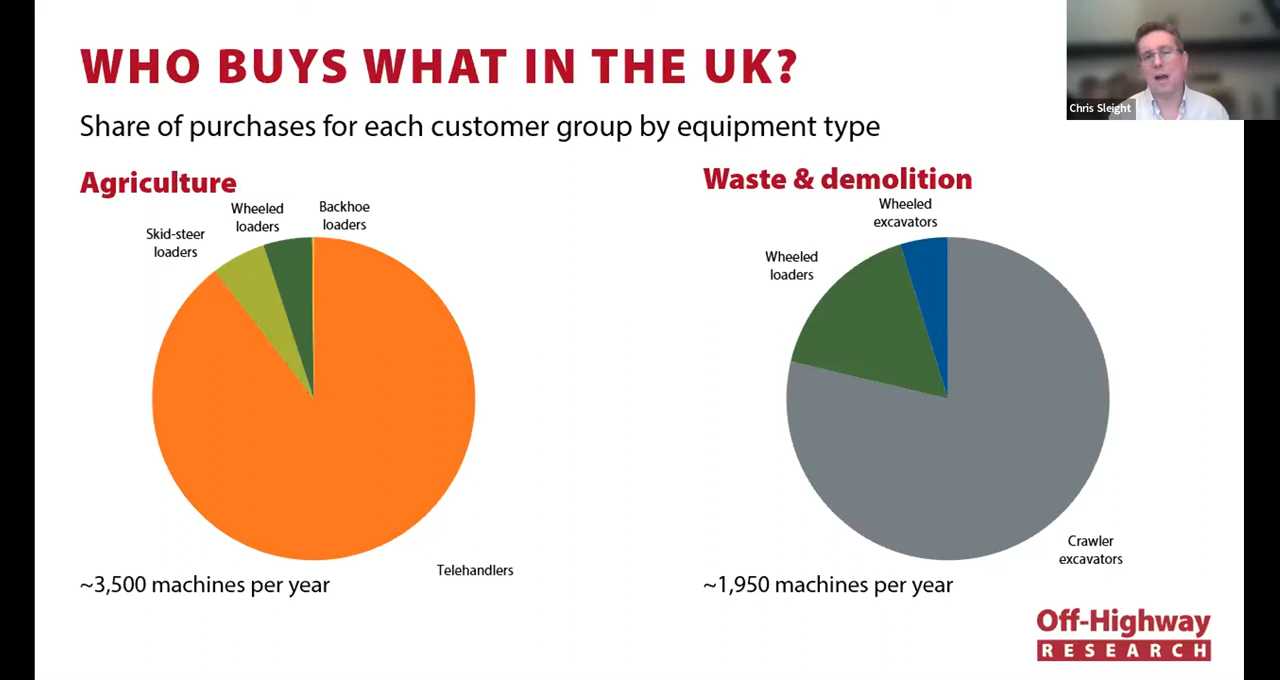 WHO BUYS WHAT IN THE UK?
Chris Sleight
Share of purchases for each customer group by equipment type
Agriculture
Skid-steer
loaders
Wheeled
loaders
Backhoe
loaders
Telehandlers
~3,500 machines per year
Waste & demolition
Wheeled
excavators
Wheeled
loaders
Crawler
excavators
~1,950 machines per year
Off-Highway
RESEARCH